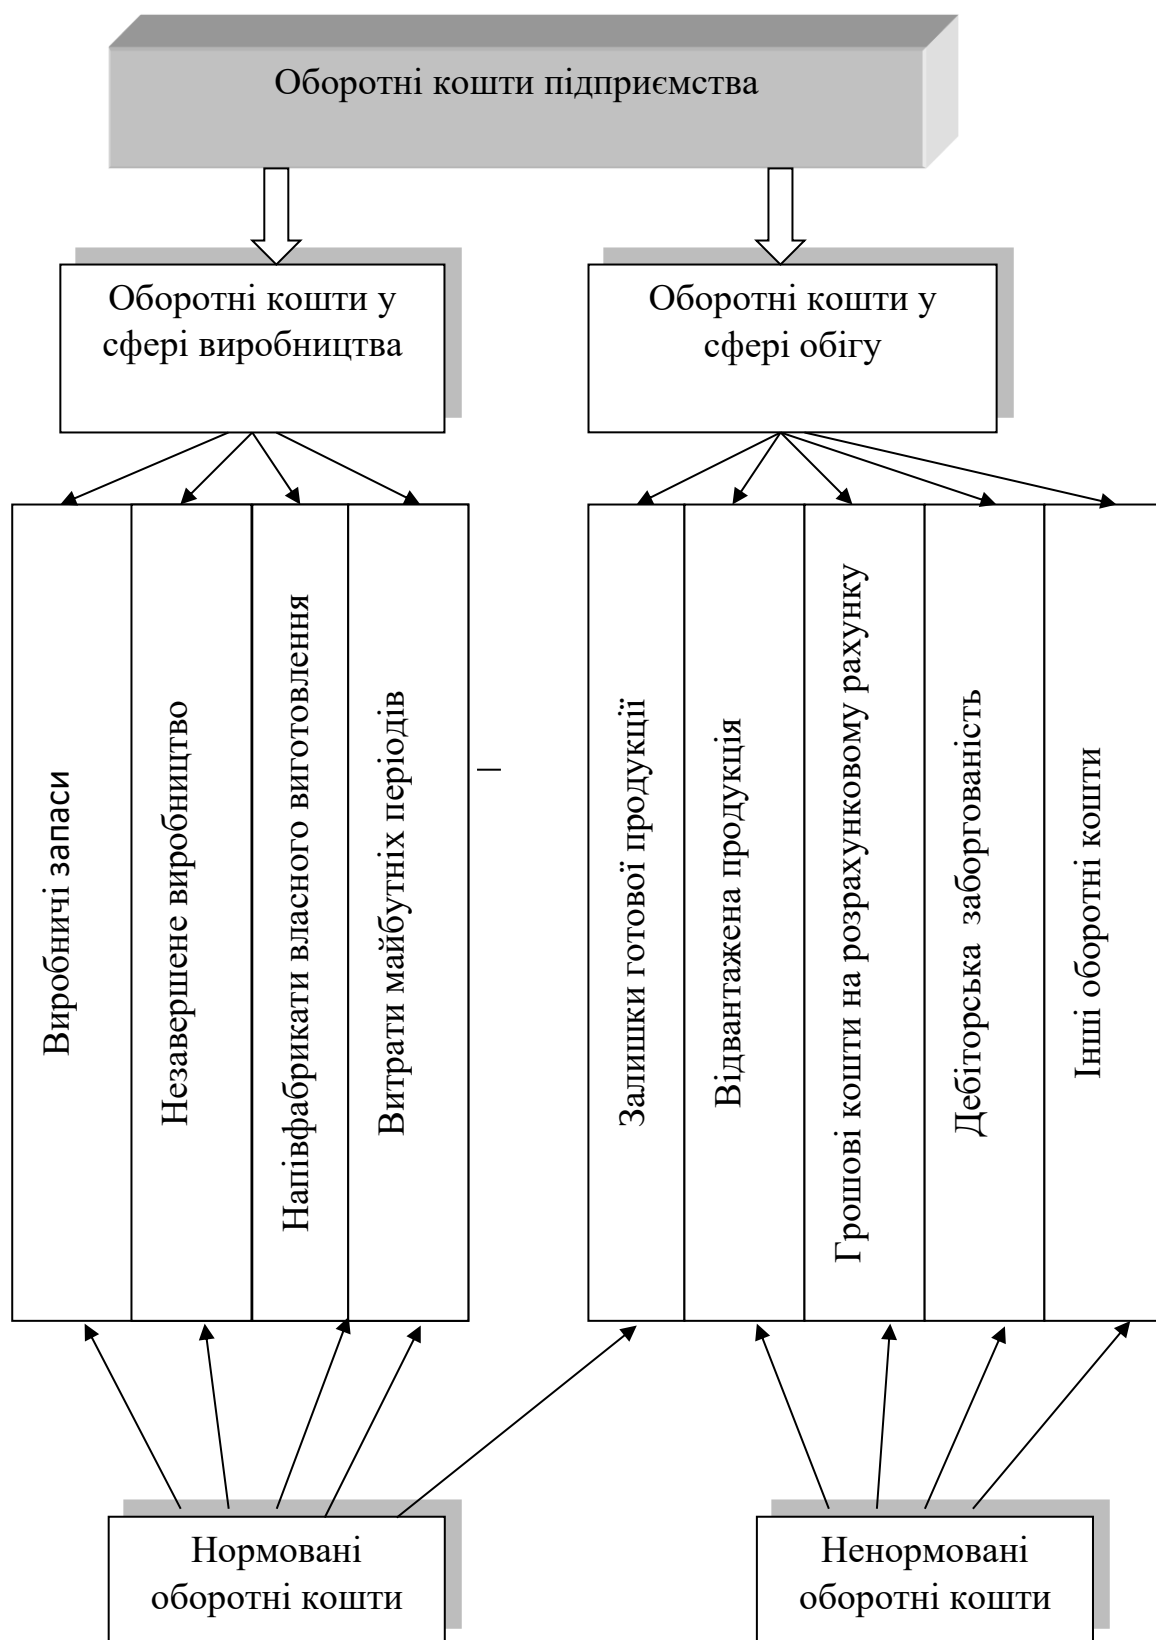 Оборотні кошти підприємства
Оборотні кошти у
сфері виробництва
Оборотні кошти у
сфері обігу
Виробничі запаси
Незавершене виробництво
Напівфабрикати власного виготовлення
Витрати майбутніх періодів
Залишки готової продукції
Відвантажена продукція
Грошові кошти на розрахунковому рахунку
Дебіторська заборгованість
Інші оборотні кошти
Нормовані
оборотні кошти
Ненормовані
оборотні кошти